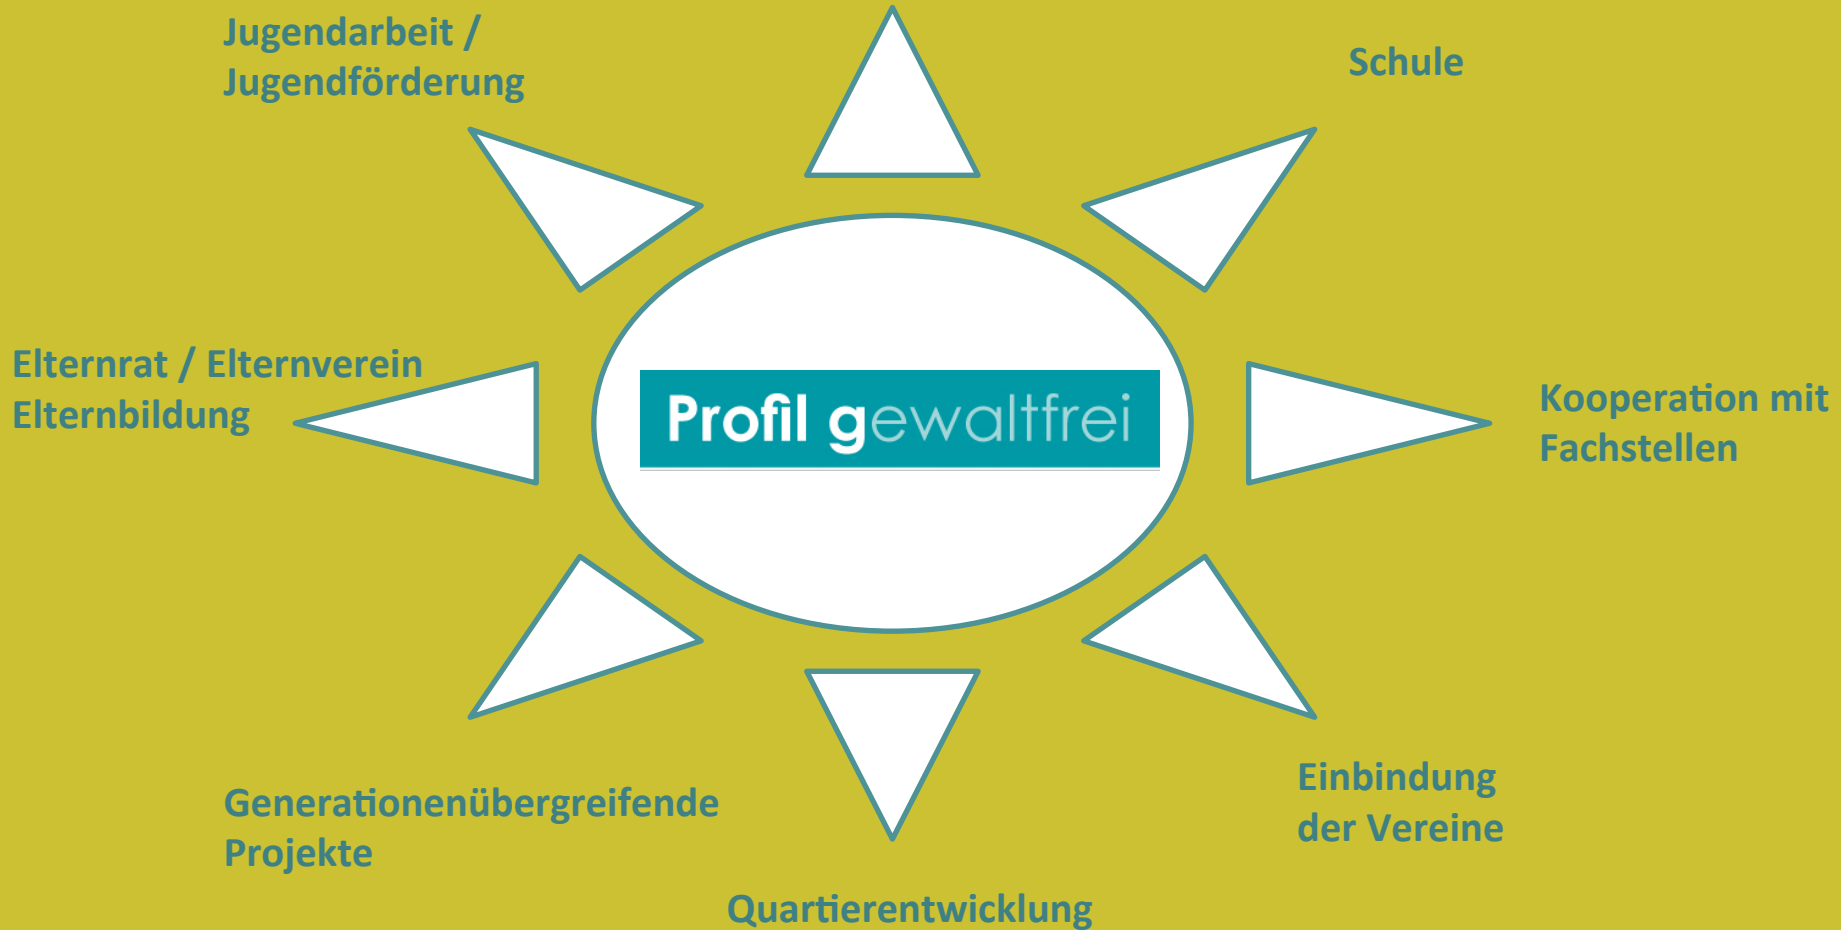 Jugendarbeit /
Jugendförderung
Schule
Elternrat / Elternverein
Elternbildung
Profil gewaltfrei
Kooperation mit
Fachstellen
Generationenübergreifende
Projekte
Einbindung
der Vereine
Quartierentwicklung